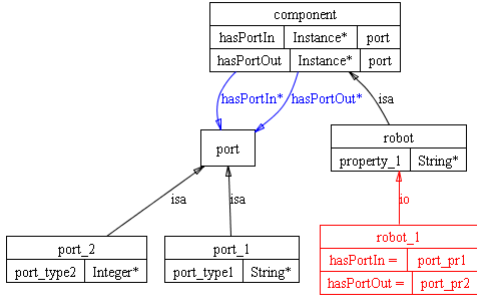 component
hasPortIn Instance* port
hasPortOut Instance* port
hasPortIn* hasPortOut* isa
port
robot
property_1 String*
isa isa io
port_2
port_type2 Integer*
port_1
port_type1 String*
robot_1
hasPortIn = port_pr1
hasPortOut = port_pr2